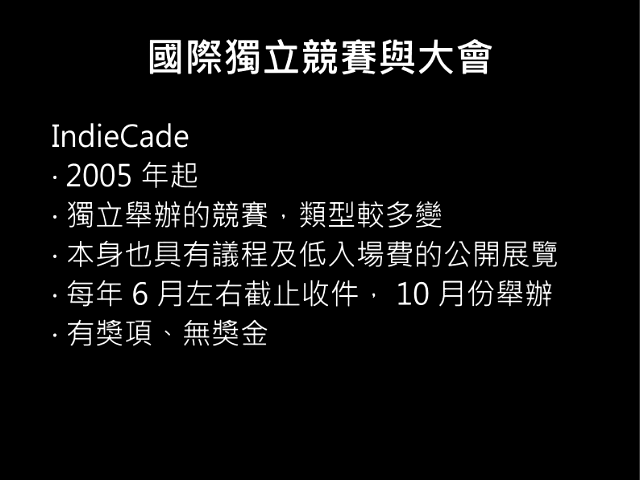 國際獨立競賽與大會
IndieCade
· 2005 年起
· 獨立舉辦的競賽，類型較多變
· 本身也具有議程及低入場費的公開展覽
· 每年 6 月左右截止收件， 10 月份舉辦
· 有獎項、無獎金